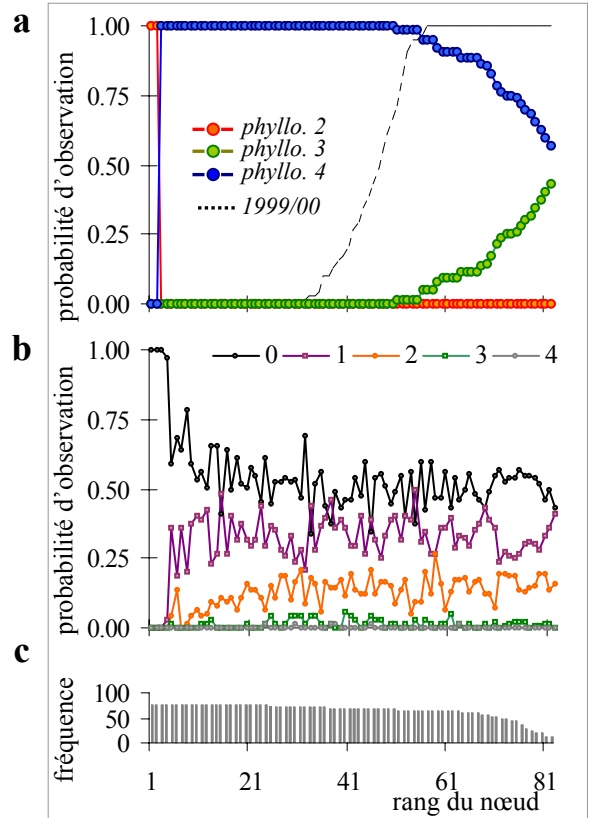 a
probabilité d'observation
1.00
0.75
0.50
0.25
0.00
phyllo. 2
phyllo. 3
phyllo. 4
1999/00
b
probabilité d'observation
1.00
0.75
0.50
0.25
0.00
0 1 2 3 4
c
fréquence
100
50
0
1 21 41 61 81
rang du nœud